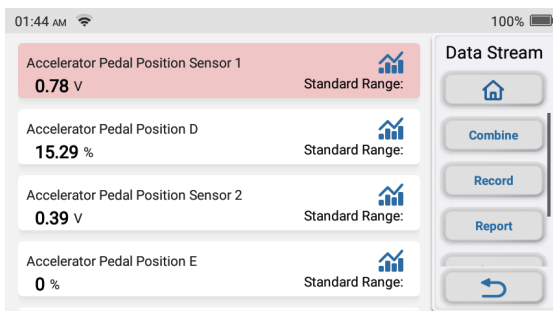 01:44 AM
100%
Accelerator Pedal Position Sensor 1
0.78 V
Standard Range:
Accelerator Pedal Position D
15.29 %
Standard Range:
Accelerator Pedal Position Sensor 2
0.39 V
Standard Range:
Accelerator Pedal Position E
0 %
Standard Range:
Data Stream
Combine
Record
Report